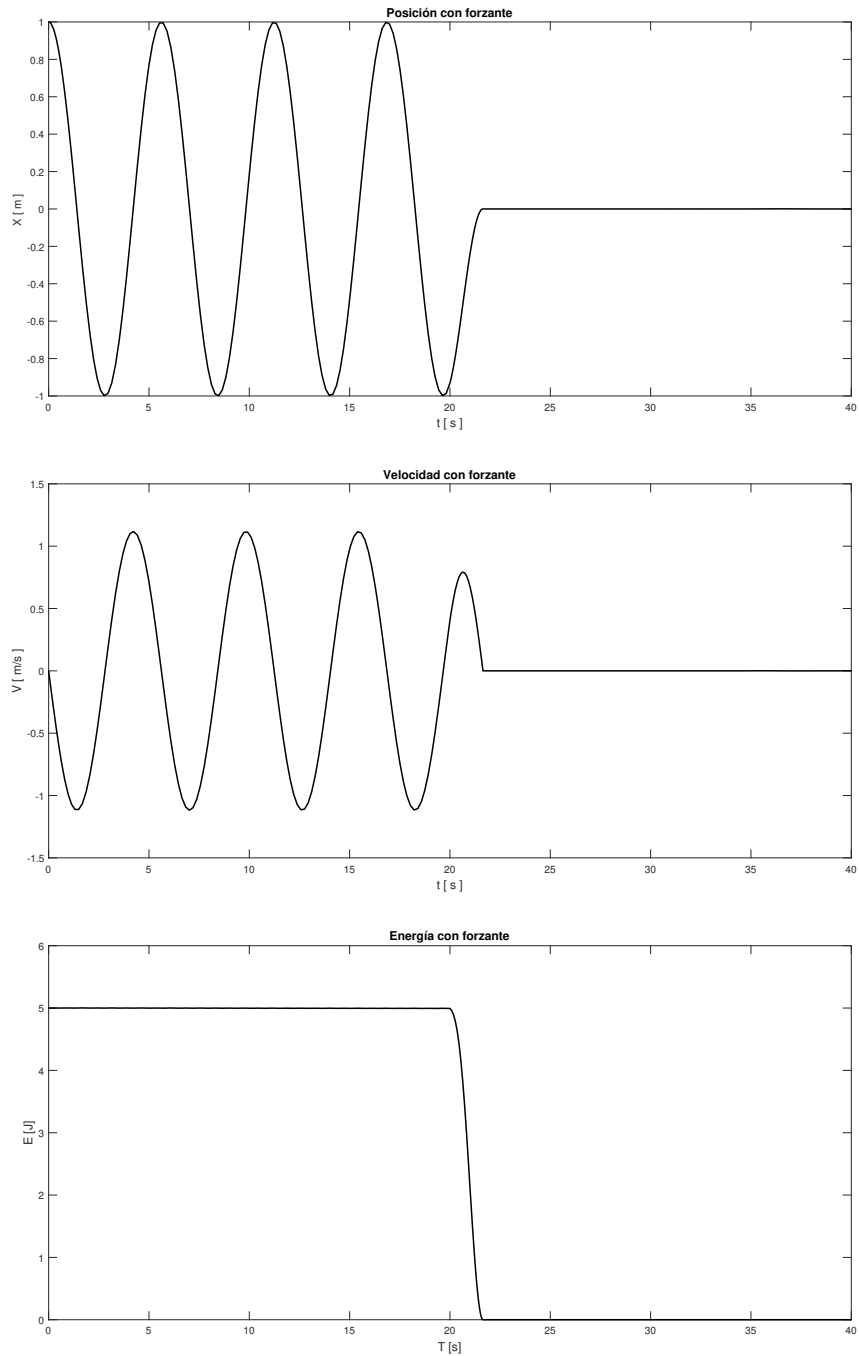 Posición con forzante
1
0.8
0.6
0.4
0.2
0
-0.2
-0.4
-0.6
-0.8
-1
X [ m ]
0 5 10 15 20 25 30 35 40
t [ s ]
Velocidad con forzante
1.5
1
0.5
0
-0.5
-1
-1.5
V [ m/s ]
0 5 10 15 20 25 30 35 40
t [ s ]
Energía con forzante
6
5
4
3
2
1
0
E [J]
0 5 10 15 20 25 30 35 40
T [s]